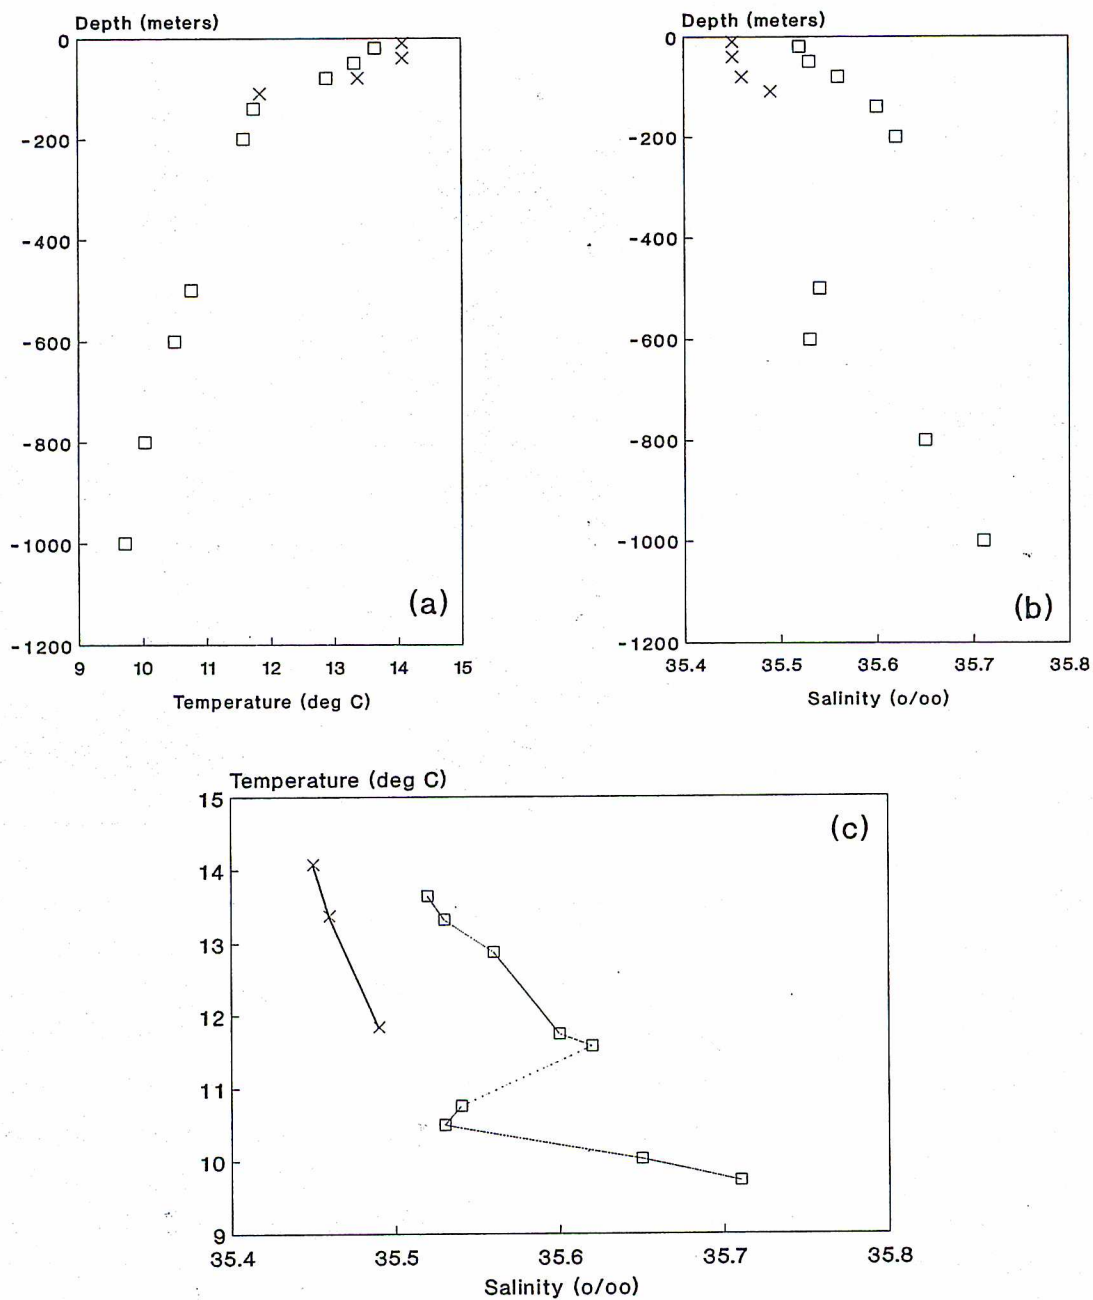 Depth (meters)
0
-200
-400
-600
-800
-1000
-1200
9 10 11 12 13 14 15
Temperature (deg C)
(a)
Depth (meters)
0
-200
-400
-600
-800
-1000
-1200
35.4 35.5 35.6 35.7 35.8
Salinity (o/oo)
(b)
Temperature (deg C)
15
14
13
12
11
10
9
35.4 35.5 35.6 35.7 35.8
Salinity (o/oo)
(c)